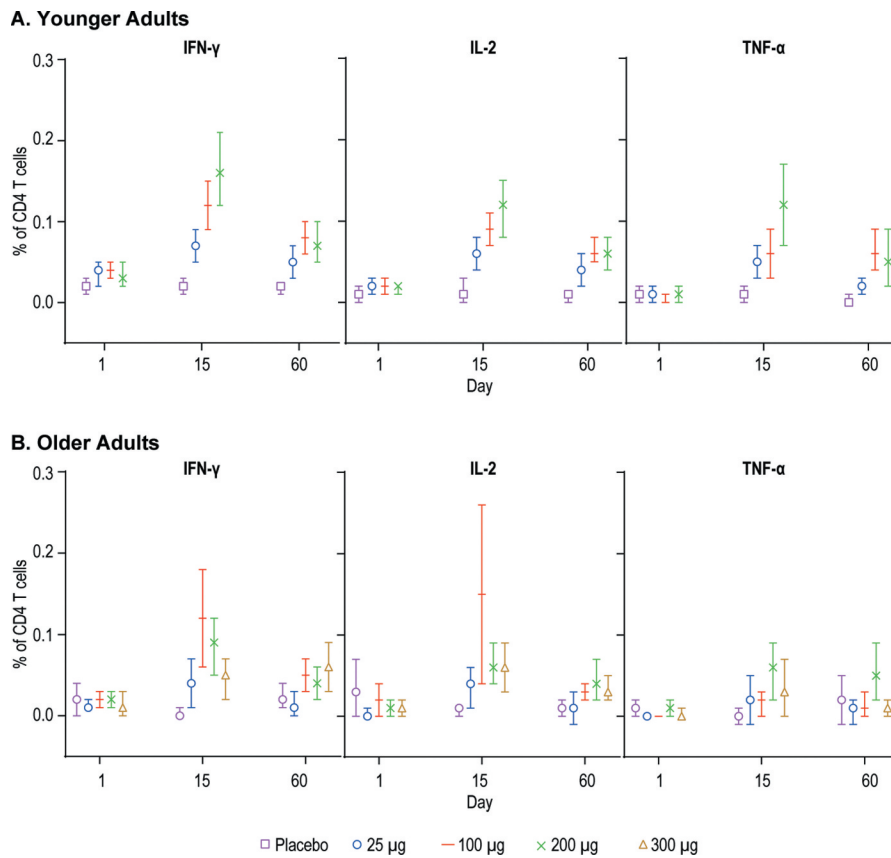 A. Younger Adults
IFN-γ IL-2 TNF-α
% of CD4 T cells
0.3
0.2
0.1
0.0
1 15 60 1 15 60 1 15 60
Day
B. Older Adults
IFN-γ IL-2 TNF-α
% of CD4 T cells
0.3
0.2
0.1
0.0
1 15 60 1 15 60 1 15 60
Day
Placebo 25 µg 100 µg 200 µg 300 µg